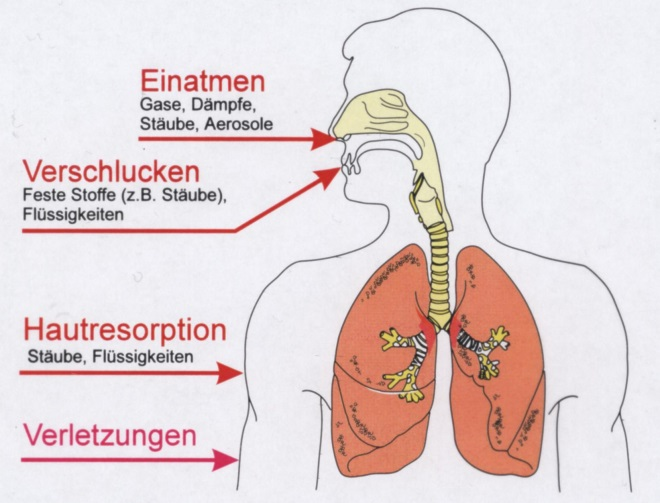 Einatmen
Gase, Dämpfe,
Stäube, Aerosole
Verschlucken
Feste Stoffe (z.B. Stäube),
Flüssigkeiten
Hautresorption
Stäube, Flüssigkeiten
Verletzungen